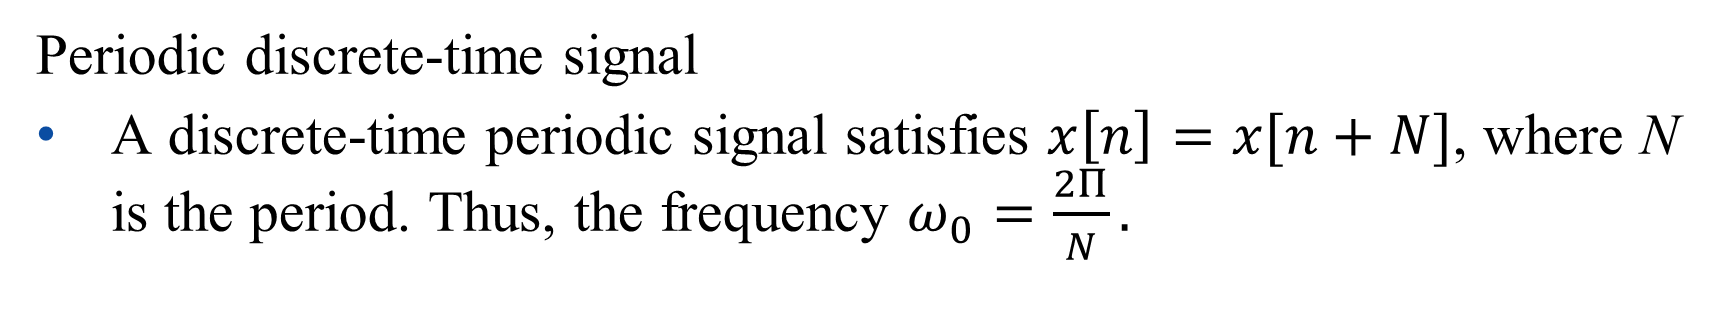 Periodic discrete-time signal
• A discrete-time periodic signal satisfies x[n] = x[n + N], where N
is the period. Thus, the frequency ω₀ = 2Π/N.